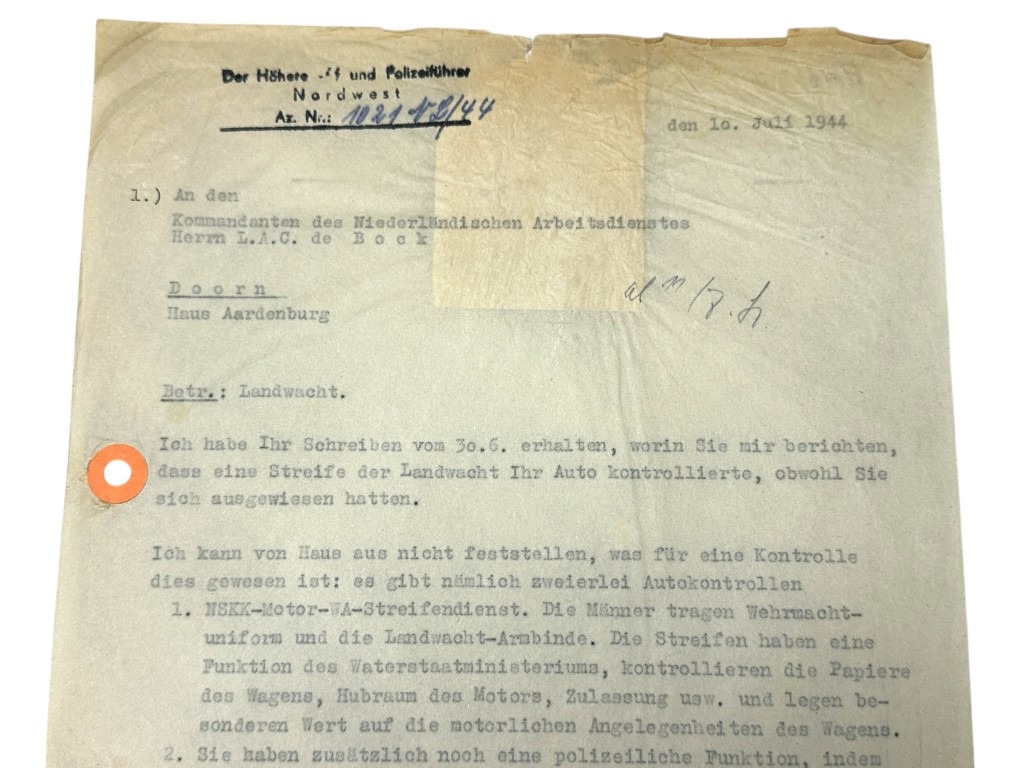 Der Höhere ᛋᛋ und Polizeiführer
Nordwest
Az. Nr.: 1021 /44
den 10. Juli 1944
1.) An den
Kommandanten des Niederländischen Arbeitsdienstes
Herrn L.A.C. de Bock
Doorn
Haus Aardenburg
Betr.: Landwacht.
Ich habe Ihr Schreiben vom 30.6. erhalten, worin Sie mir berichten,
dass eine Streife der Landwacht Ihr Auto kontrollierte, obwohl Sie
sich ausgewiesen hatten.
Ich kann von Haus aus nicht feststellen, was für eine Kontrolle
dies gewesen ist: es gibt nämlich zweierlei Autokontrollen
1. NSKK-Motor-WA-Streifendienst. Die Männer tragen Wehrmacht-
uniform und die Landwacht-Armbinde. Die Streifen haben eine
Funktion des Waterstaatministeriums, kontrollieren die Papiere
des Wagens, Hubraum des Motors, Zulassung usw. und legen be-
sonderen Wert auf die motorlichen Angelegenheiten des Wagens.
2. Sie haben zusätzlich noch eine polizeiliche Funktion, indem